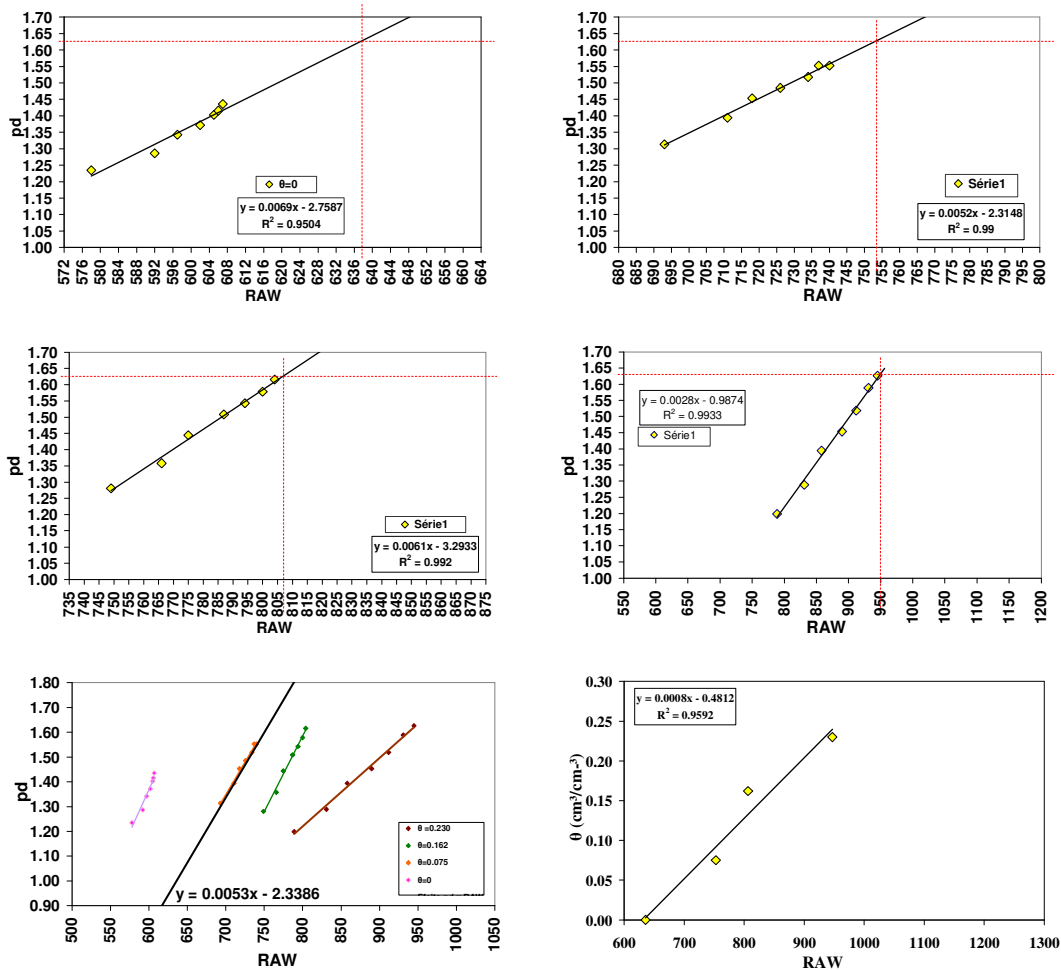 1.70
1.65
1.60
1.55
1.50
1.45
1.40
1.35
1.30
1.25
1.20
1.15
1.10
1.05
1.00
pd
θ=0
y = 0.0069x - 2.7587
R² = 0.9504
572 576 580 584 588 592 596 600 604 608 612 616 620 624 628 632 636 640 644 648 652 656 660 664
RAW
1.70
1.65
1.60
1.55
1.50
1.45
1.40
1.35
1.30
1.25
1.20
1.15
1.10
1.05
1.00
pd
Série1
y = 0.0052x - 2.3148
R² = 0.99
680 685 690 695 700 705 710 715 720 725 730 735 740 745 750 755 760 765 770 775 780 785 790 795 800
RAW
1.70
1.65
1.60
1.55
1.50
1.45
1.40
1.35
1.30
1.25
1.20
1.15
1.10
1.05
1.00
pd
Série1
y = 0.0061x - 3.2933
R² = 0.992
735 740 745 750 755 760 765 770 775 780 785 790 795 800 805 810 815 820 825 830 835 840 845 850 855 860 865 870 875
RAW
1.70
1.65
1.60
1.55
1.50
1.45
1.40
1.35
1.30
1.25
1.20
1.15
1.10
1.05
1.00
pd
y = 0.0028x - 0.9874
R² = 0.9933
Série1
550 600 650 700 750 800 850 900 950 1000 1050 1100 1150 1200
RAW
1.80
1.70
1.60
1.50
1.40
1.30
1.20
1.10
1.00
0.90
pd
θ =0.230
θ=0.162
θ=0.075
θ=0
y = 0.0053x - 2.3386
500 550 600 650 700 750 800 850 900 950 1000 1050
RAW
0.30
0.25
0.20
0.15
0.10
0.05
0.00
θ (cm³/cm-³)
y = 0.0008x - 0.4812
R² = 0.9592
600 700 800 900 1000 1100 1200 1300
RAW